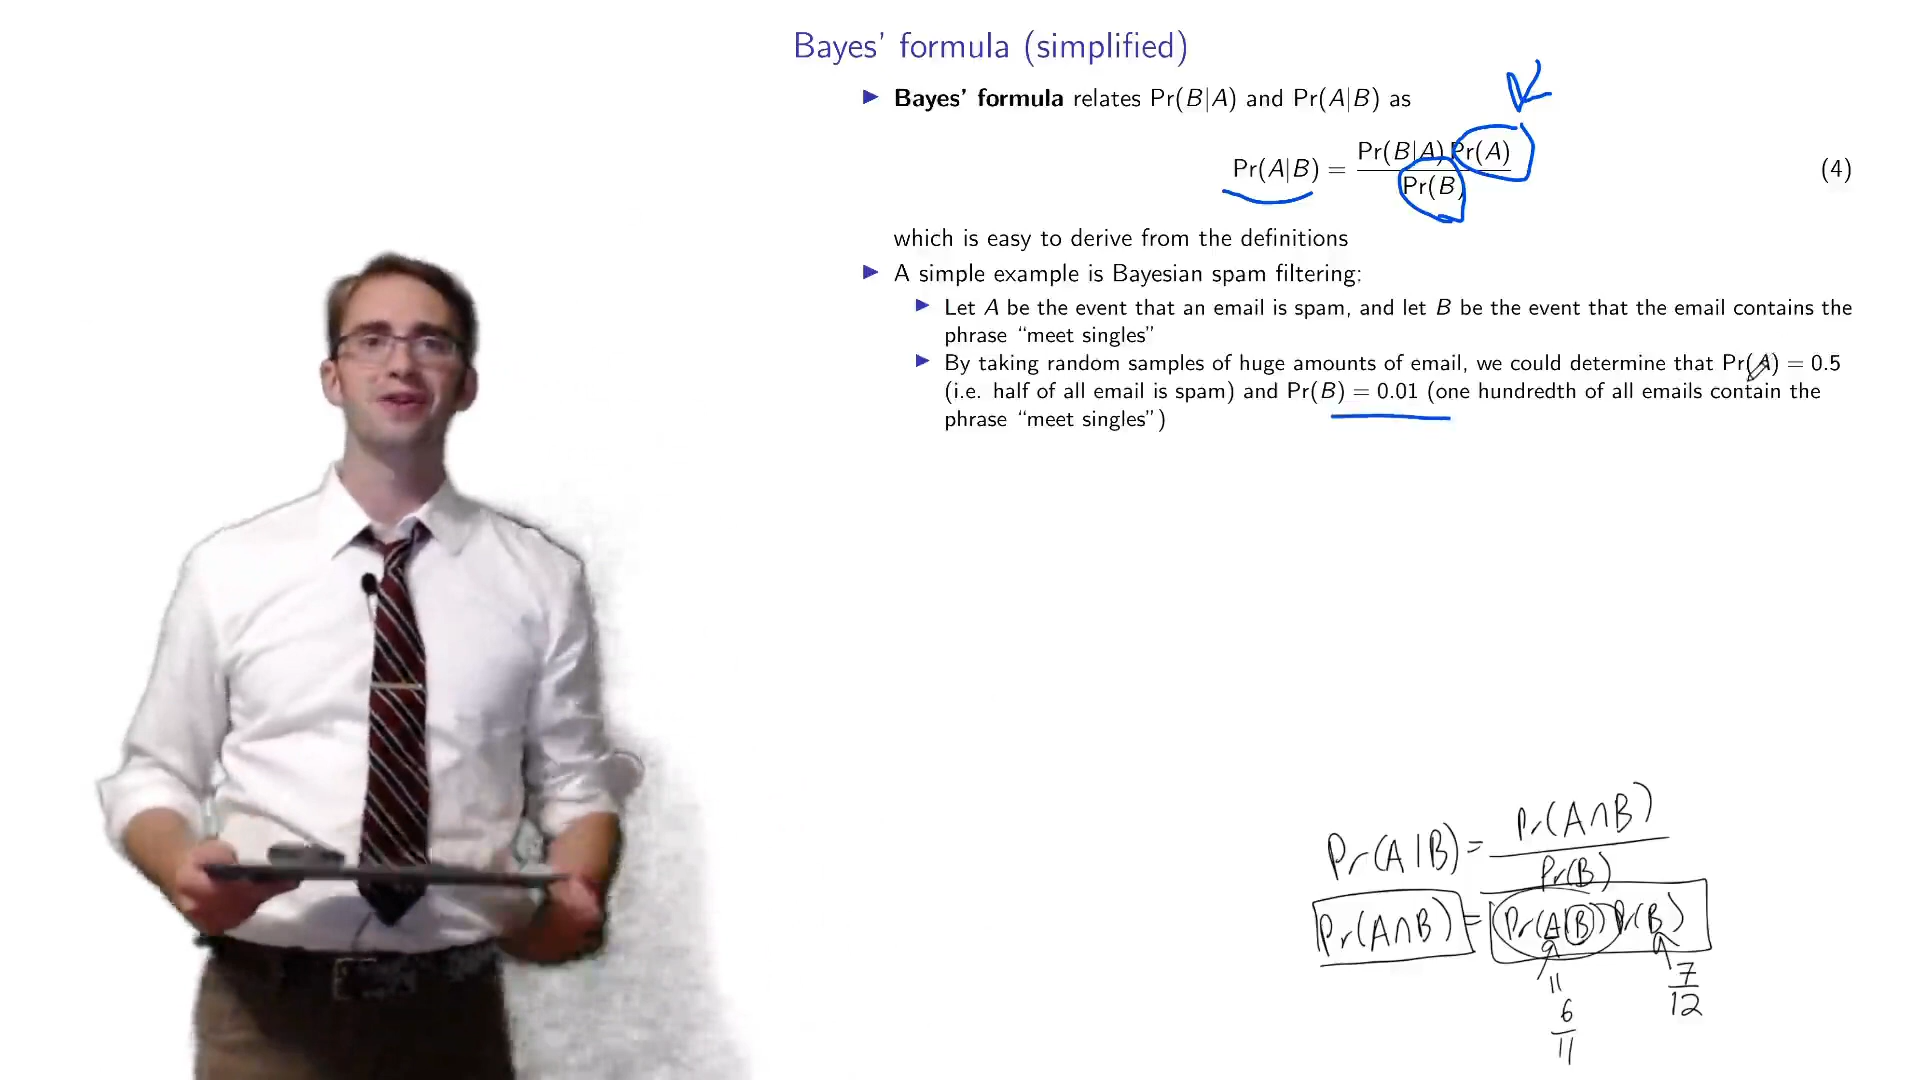 Bayes' formula (simplified)
Bayes' formula relates Pr(B|A) and Pr(A|B) as
Pr(A|B) = Pr(B|A) Pr(A) / Pr(B) (4)
which is easy to derive from the definitions
A simple example is Bayesian spam filtering:
Let A be the event that an email is spam, and let B be the event that the email contains the
phrase “meet singles”
By taking random samples of huge amounts of email, we could determine that Pr(A) = 0.5
(i.e. half of all email is spam) and Pr(B) = 0.01 (one hundredth of all emails contain the
phrase “meet singles”)
Pr(A|B) = Pr(A∩B) / Pr(B)
Pr(A∩B) = Pr(A|B) Pr(B)
11
7/12
6/11